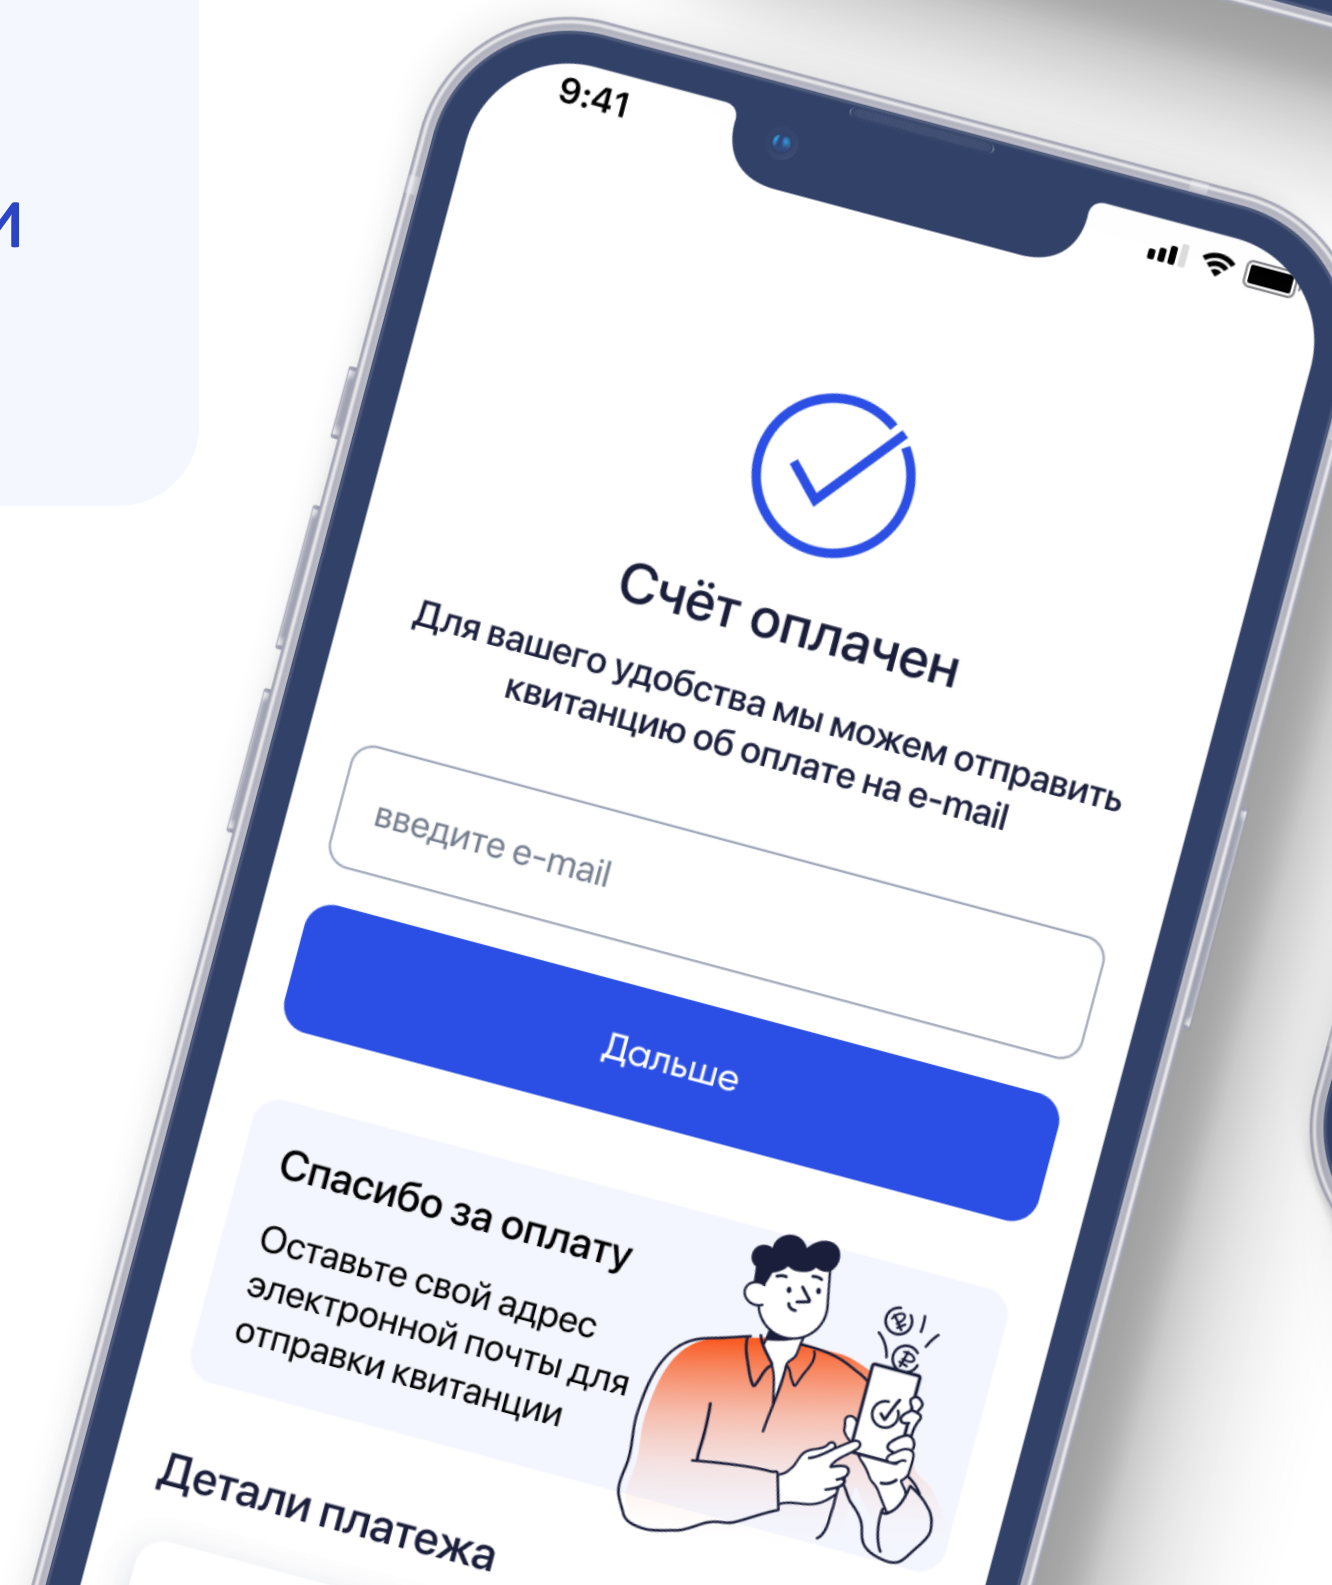 и
9:41
Счёт оплачен
Для вашего удобства мы можем отправить
квитанцию об оплате на e-mail
введите e-mail
Дальше
Спасибо за оплату
Оставьте свой адрес
электронной почты для
отправки квитанции
Детали платежа